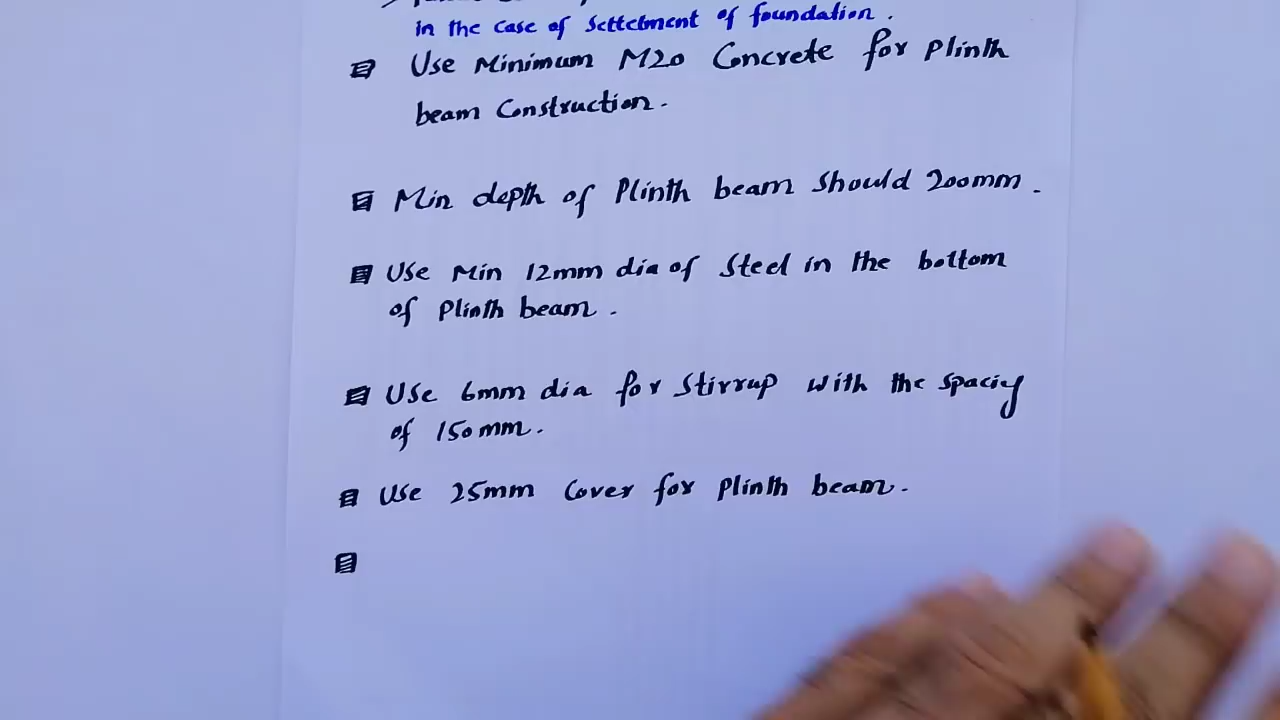 in the case of settelment of foundation.
Use Minimum M20 Concrete for Plinth
beam Construction.
Min depth of Plinth beam Should 200mm.
Use Min 12mm dia of Steel in the bottom
of Plinth beam.
Use 6mm dia for Stirrup with the spacing
of 150mm.
Use 25mm Cover for Plinth beam.